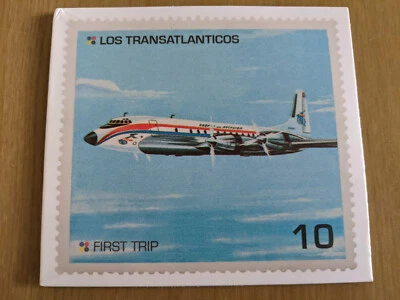 LOS TRANSATLANTICOS
FIRST TRIP
10